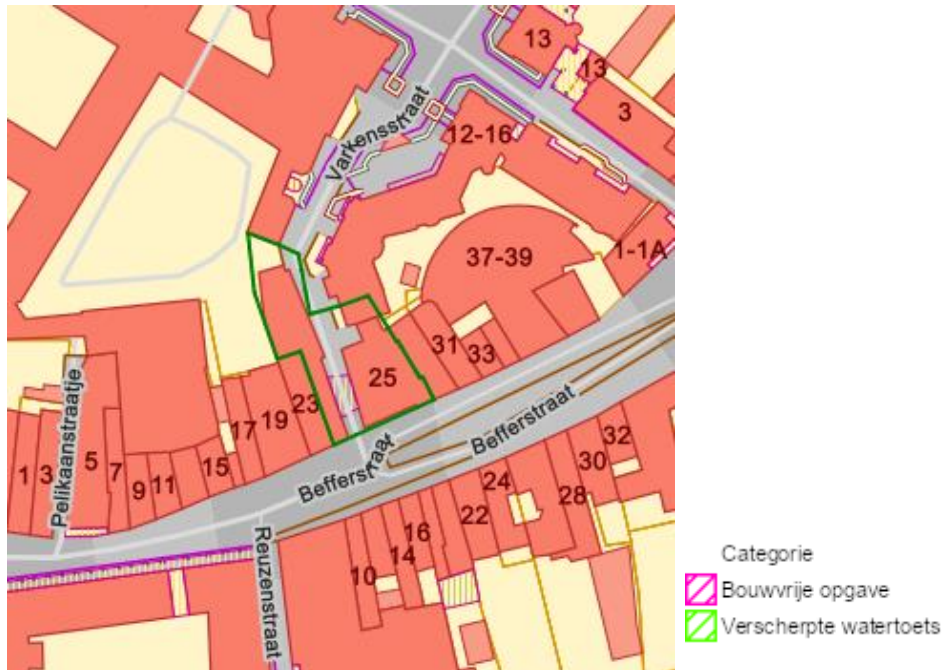 13
13
3
Varkensstraat
12-16
37-39
1-1A
31
33
25
23
19
17
15
11
9
7
5
3
1
Pelikaanstraatje
Befferstraat
Befferstraat
32
30
28
24
22
16
14
10
Reuzenstraat
Categorie
Bouwvrije opgave
Verscherpte watertoets